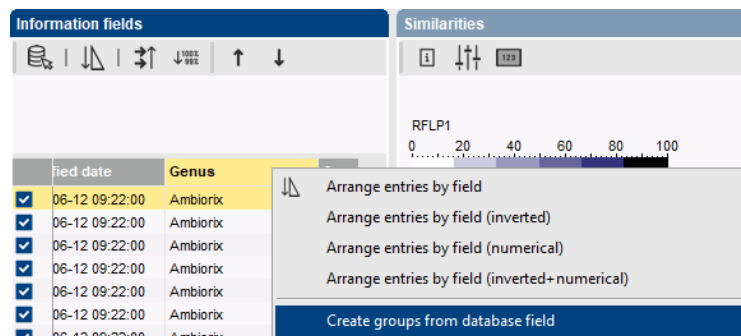 Information fields
Similarities
100%
99%
123
RFLP1
0 20 40 60 80 100
fied date Genus
06-12 09:22:00 Ambiorix
06-12 09:22:00 Ambiorix
06-12 09:22:00 Ambiorix
06-12 09:22:00 Ambiorix
06-12 09:22:00 Ambiorix
06-12 09:22:00 Ambiorix
Arrange entries by field
Arrange entries by field (inverted)
Arrange entries by field (numerical)
Arrange entries by field (inverted+numerical)
Create groups from database field